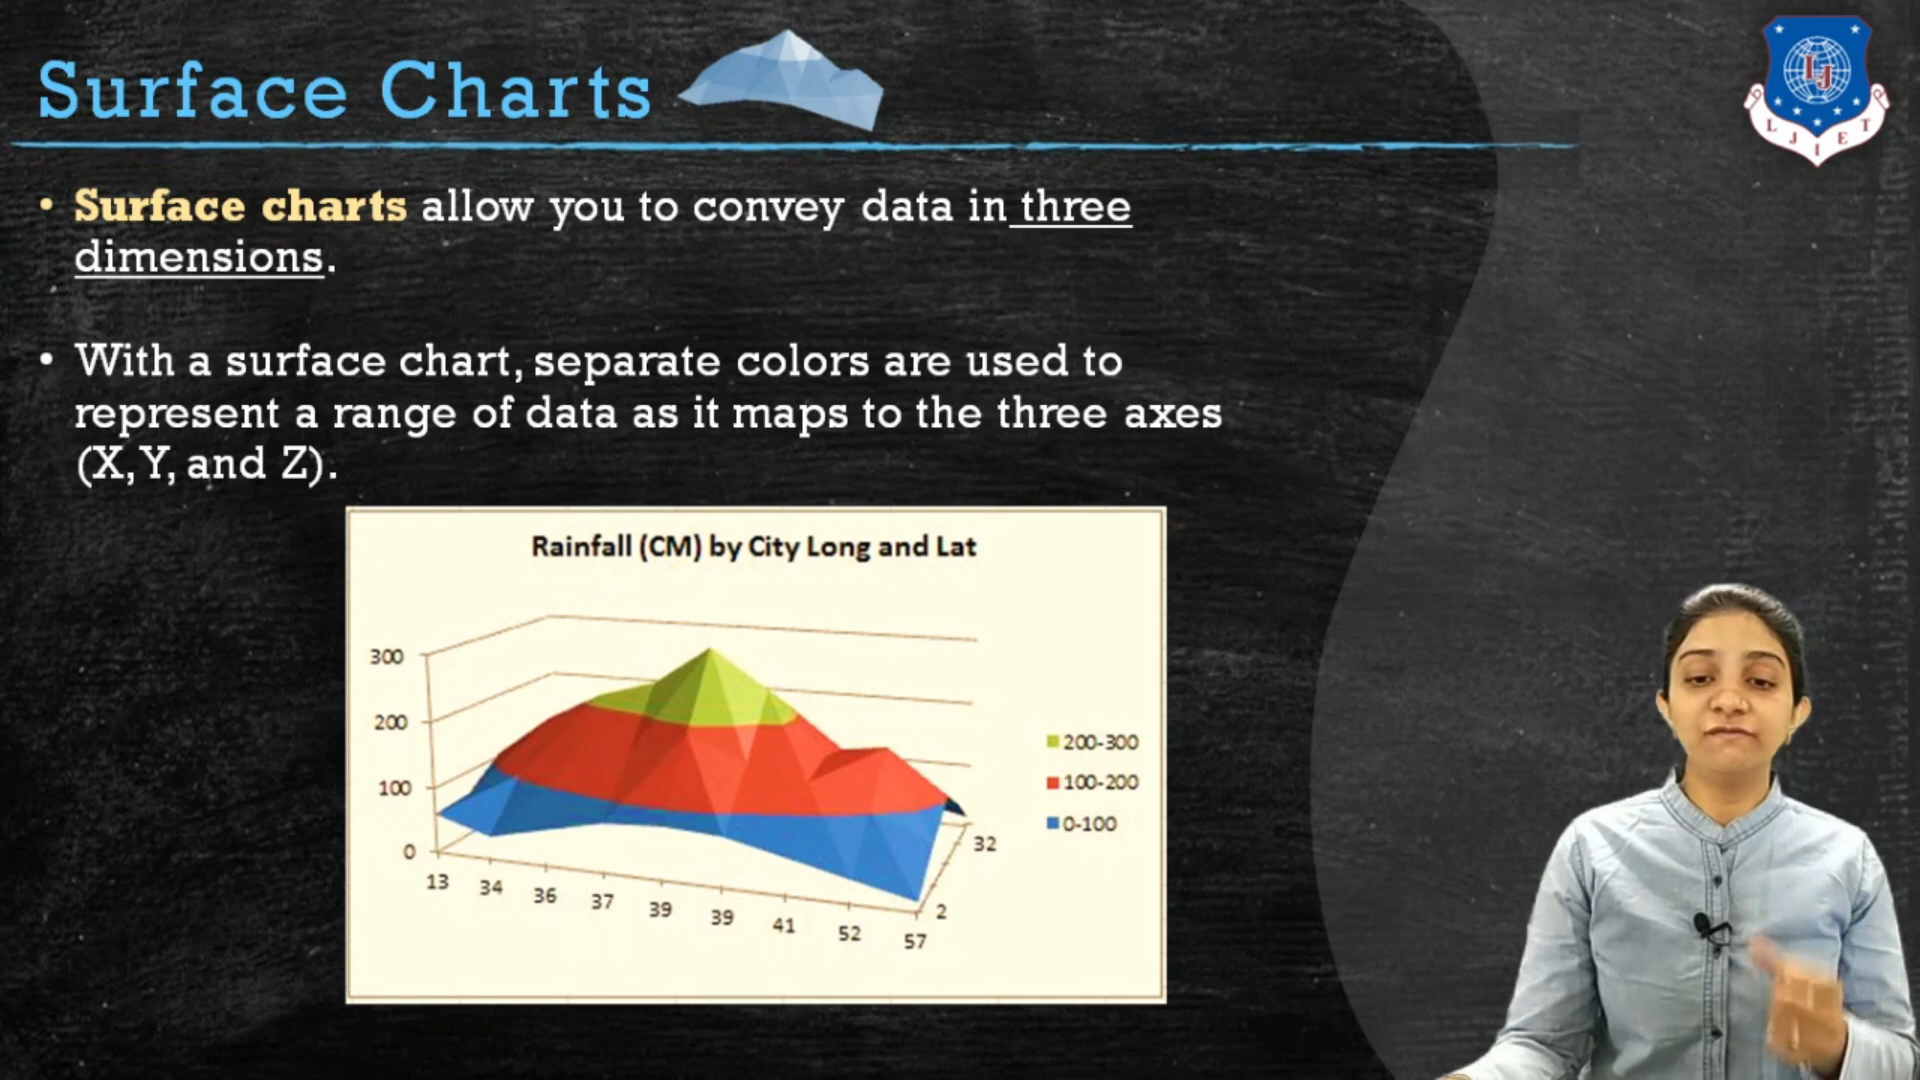 Surface Charts
LJ
L J I E T
• Surface charts allow you to convey data in three
dimensions.
• With a surface chart, separate colors are used to
represent a range of data as it maps to the three axes
(X, Y, and Z).
Rainfall (CM) by City Long and Lat
300
200
100
0
13 34 36 37 39 39 41 52 57
2
32
200-300
100-200
0-100